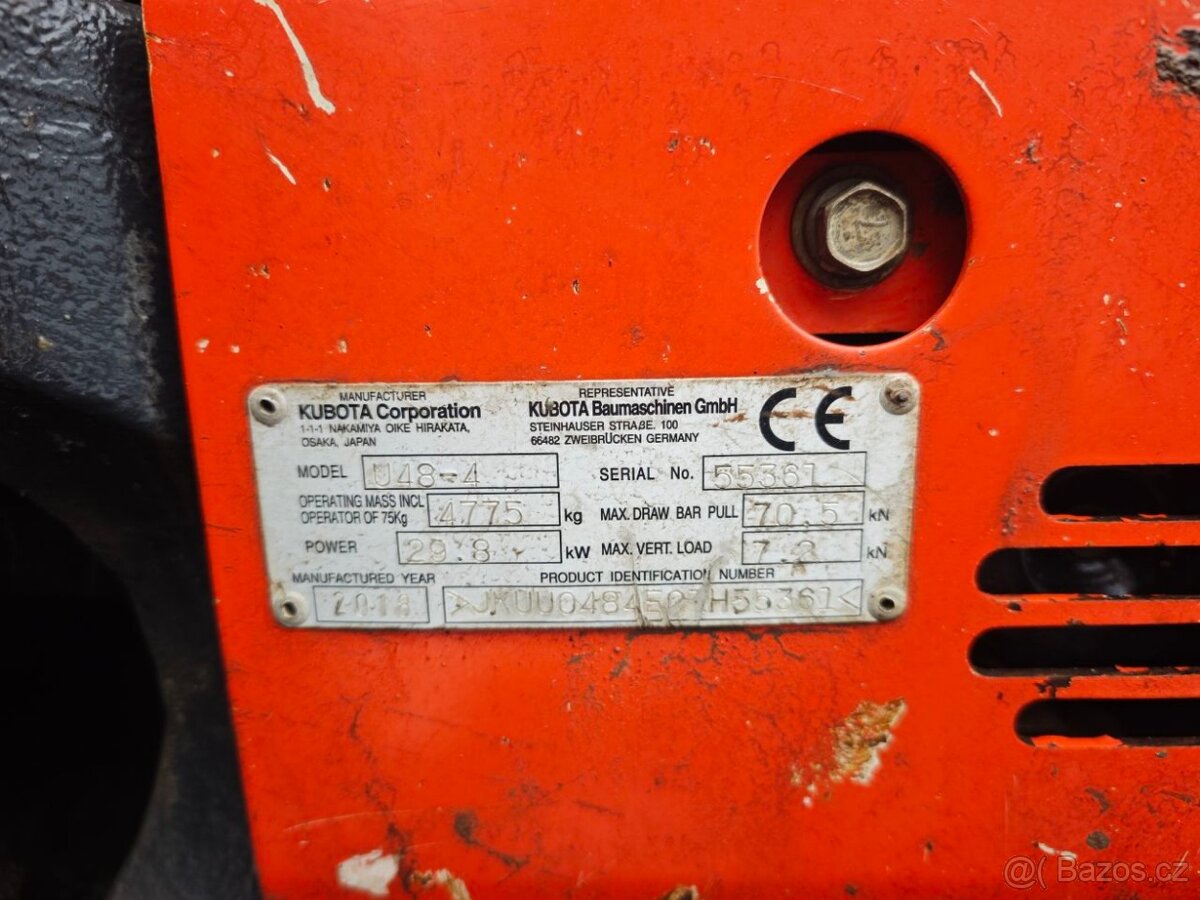 MANUFACTURER
KUBOTA Corporation
1-1-1 NAKAMIYA OIKE HIRAKATA,
OSAKA, JAPAN
REPRESENTATIVE
KUBOTA Baumaschinen GmbH
STEINHAUSER STRAßE. 100
66482 ZWEIBRÜCKEN GERMANY
CE
MODEL U48-4
SERIAL No. 55361
OPERATING MASS INCL
OPERATOR OF 75Kg 4775 kg
MAX. DRAW BAR PULL 70.5 kN
POWER 29.8 kW
MAX. VERT. LOAD kN
MANUFACTURED YEAR
PRODUCT IDENTIFICATION NUMBER
7
@( Bazos.cz